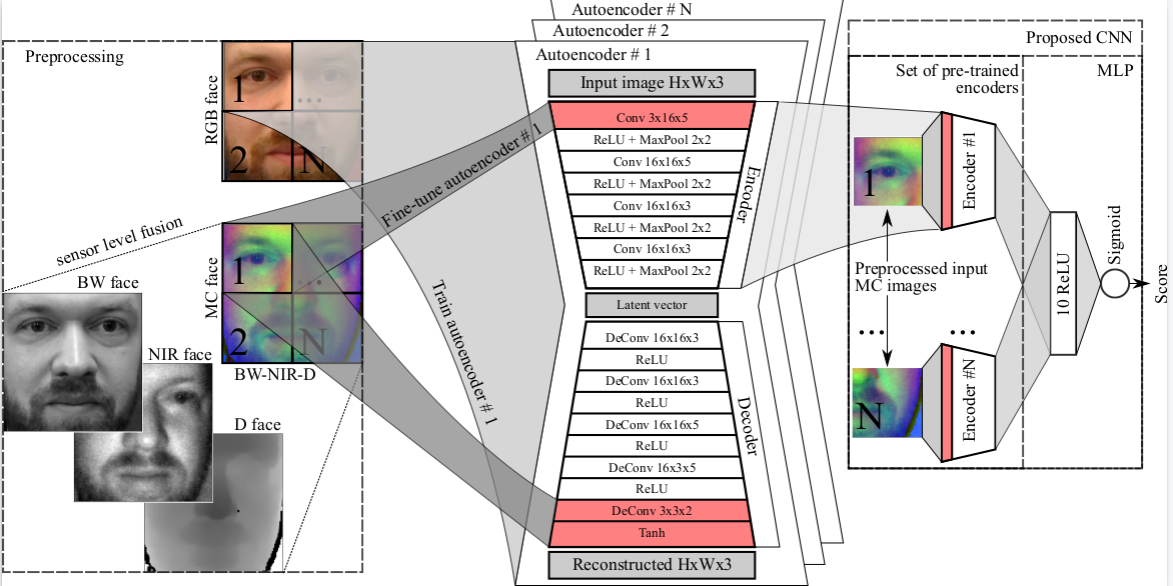 Autoencoder # N
Autoencoder # 2
Autoencoder # 1
Preprocessing
RGB face
1
...
2
N
sensor level fusion
MC face
1
...
2
N
BW-NIR-D
BW face
NIR face
D face
Fine-tune autoencoder # 1
Train autoencoder # 1
Input image HxWx3
Conv 3x16x5
ReLU + MaxPool 2x2
Conv 16x16x5
ReLU + MaxPool 2x2
Conv 16x16x3
ReLU + MaxPool 2x2
Conv 16x16x3
ReLU + MaxPool 2x2
Encoder
Latent vector
DeConv 16x16x3
ReLU
DeConv 16x16x3
ReLU
DeConv 16x16x5
ReLU
DeConv 16x3x5
ReLU
DeConv 3x3x2
Tanh
Decoder
Reconstructed HxWx3
Proposed CNN
Set of pre-trained
encoders
MLP
1
Encoder #1
Preprocessed input
MC images
...
...
N
Encoder #N
10 ReLU
Sigmoid
Score